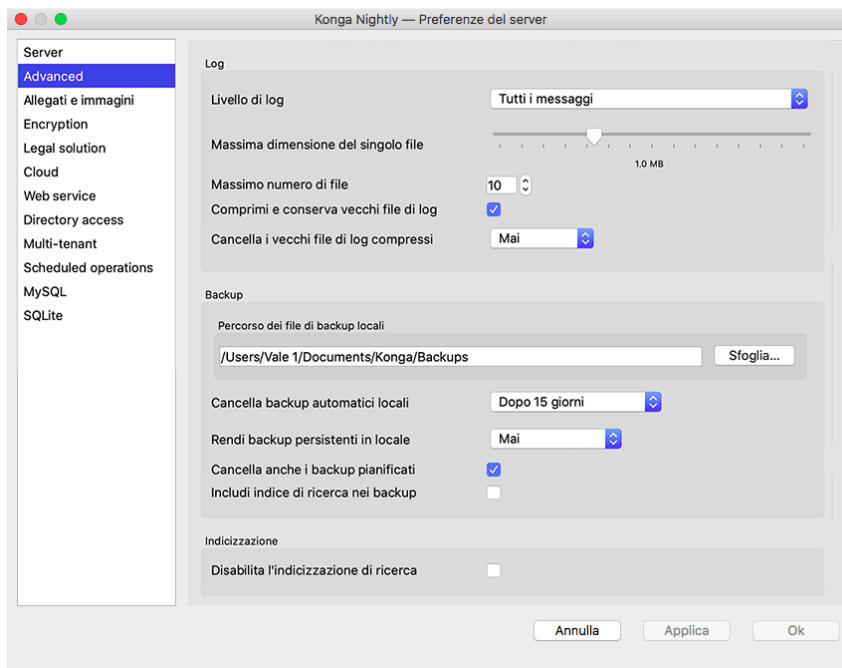 Konga Nightly — Preferenze del server
Server
Advanced
Allegati e immagini
Encryption
Legal solution
Cloud
Web service
Directory access
Multi-tenant
Scheduled operations
MySQL
SQLite
Log
Livello di log Tutti i messaggi
Massima dimensione del singolo file
1.0 MB
Massimo numero di file 10
Comprimi e conserva vecchi file di log
Cancella i vecchi file di log compressi Mai
Backup
Percorso dei file di backup locali
/Users/Vale 1/Documents/Konga/Backups Sfoglia...
Cancella backup automatici locali Dopo 15 giorni
Rendi backup persistenti in locale Mai
Cancella anche i backup pianificati
Includi indice di ricerca nei backup
Indicizzazione
Disabilita l'indicizzazione di ricerca
Annulla Applica Ok